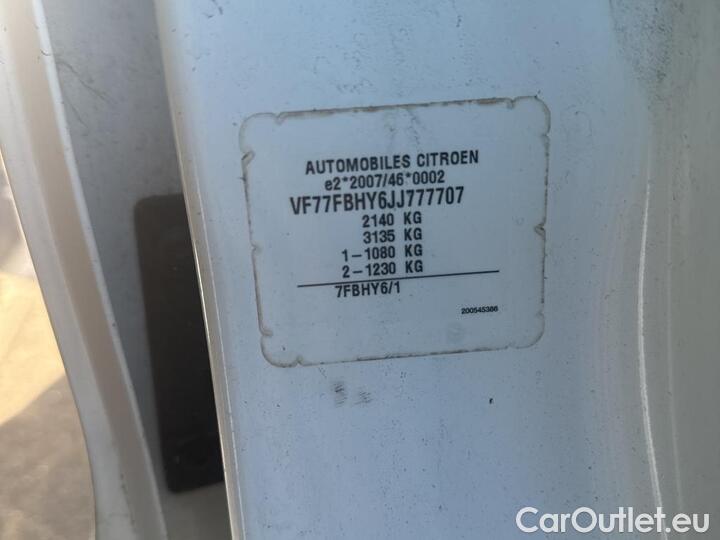 AUTOMOBILES CITROEN
e2*2007/46*0002
VF77FBHY6JJ777707
2140 KG
3135 KG
1-1080 KG
2-1230 KG
7FBHY6/1
200545386
CarOutlet.eu